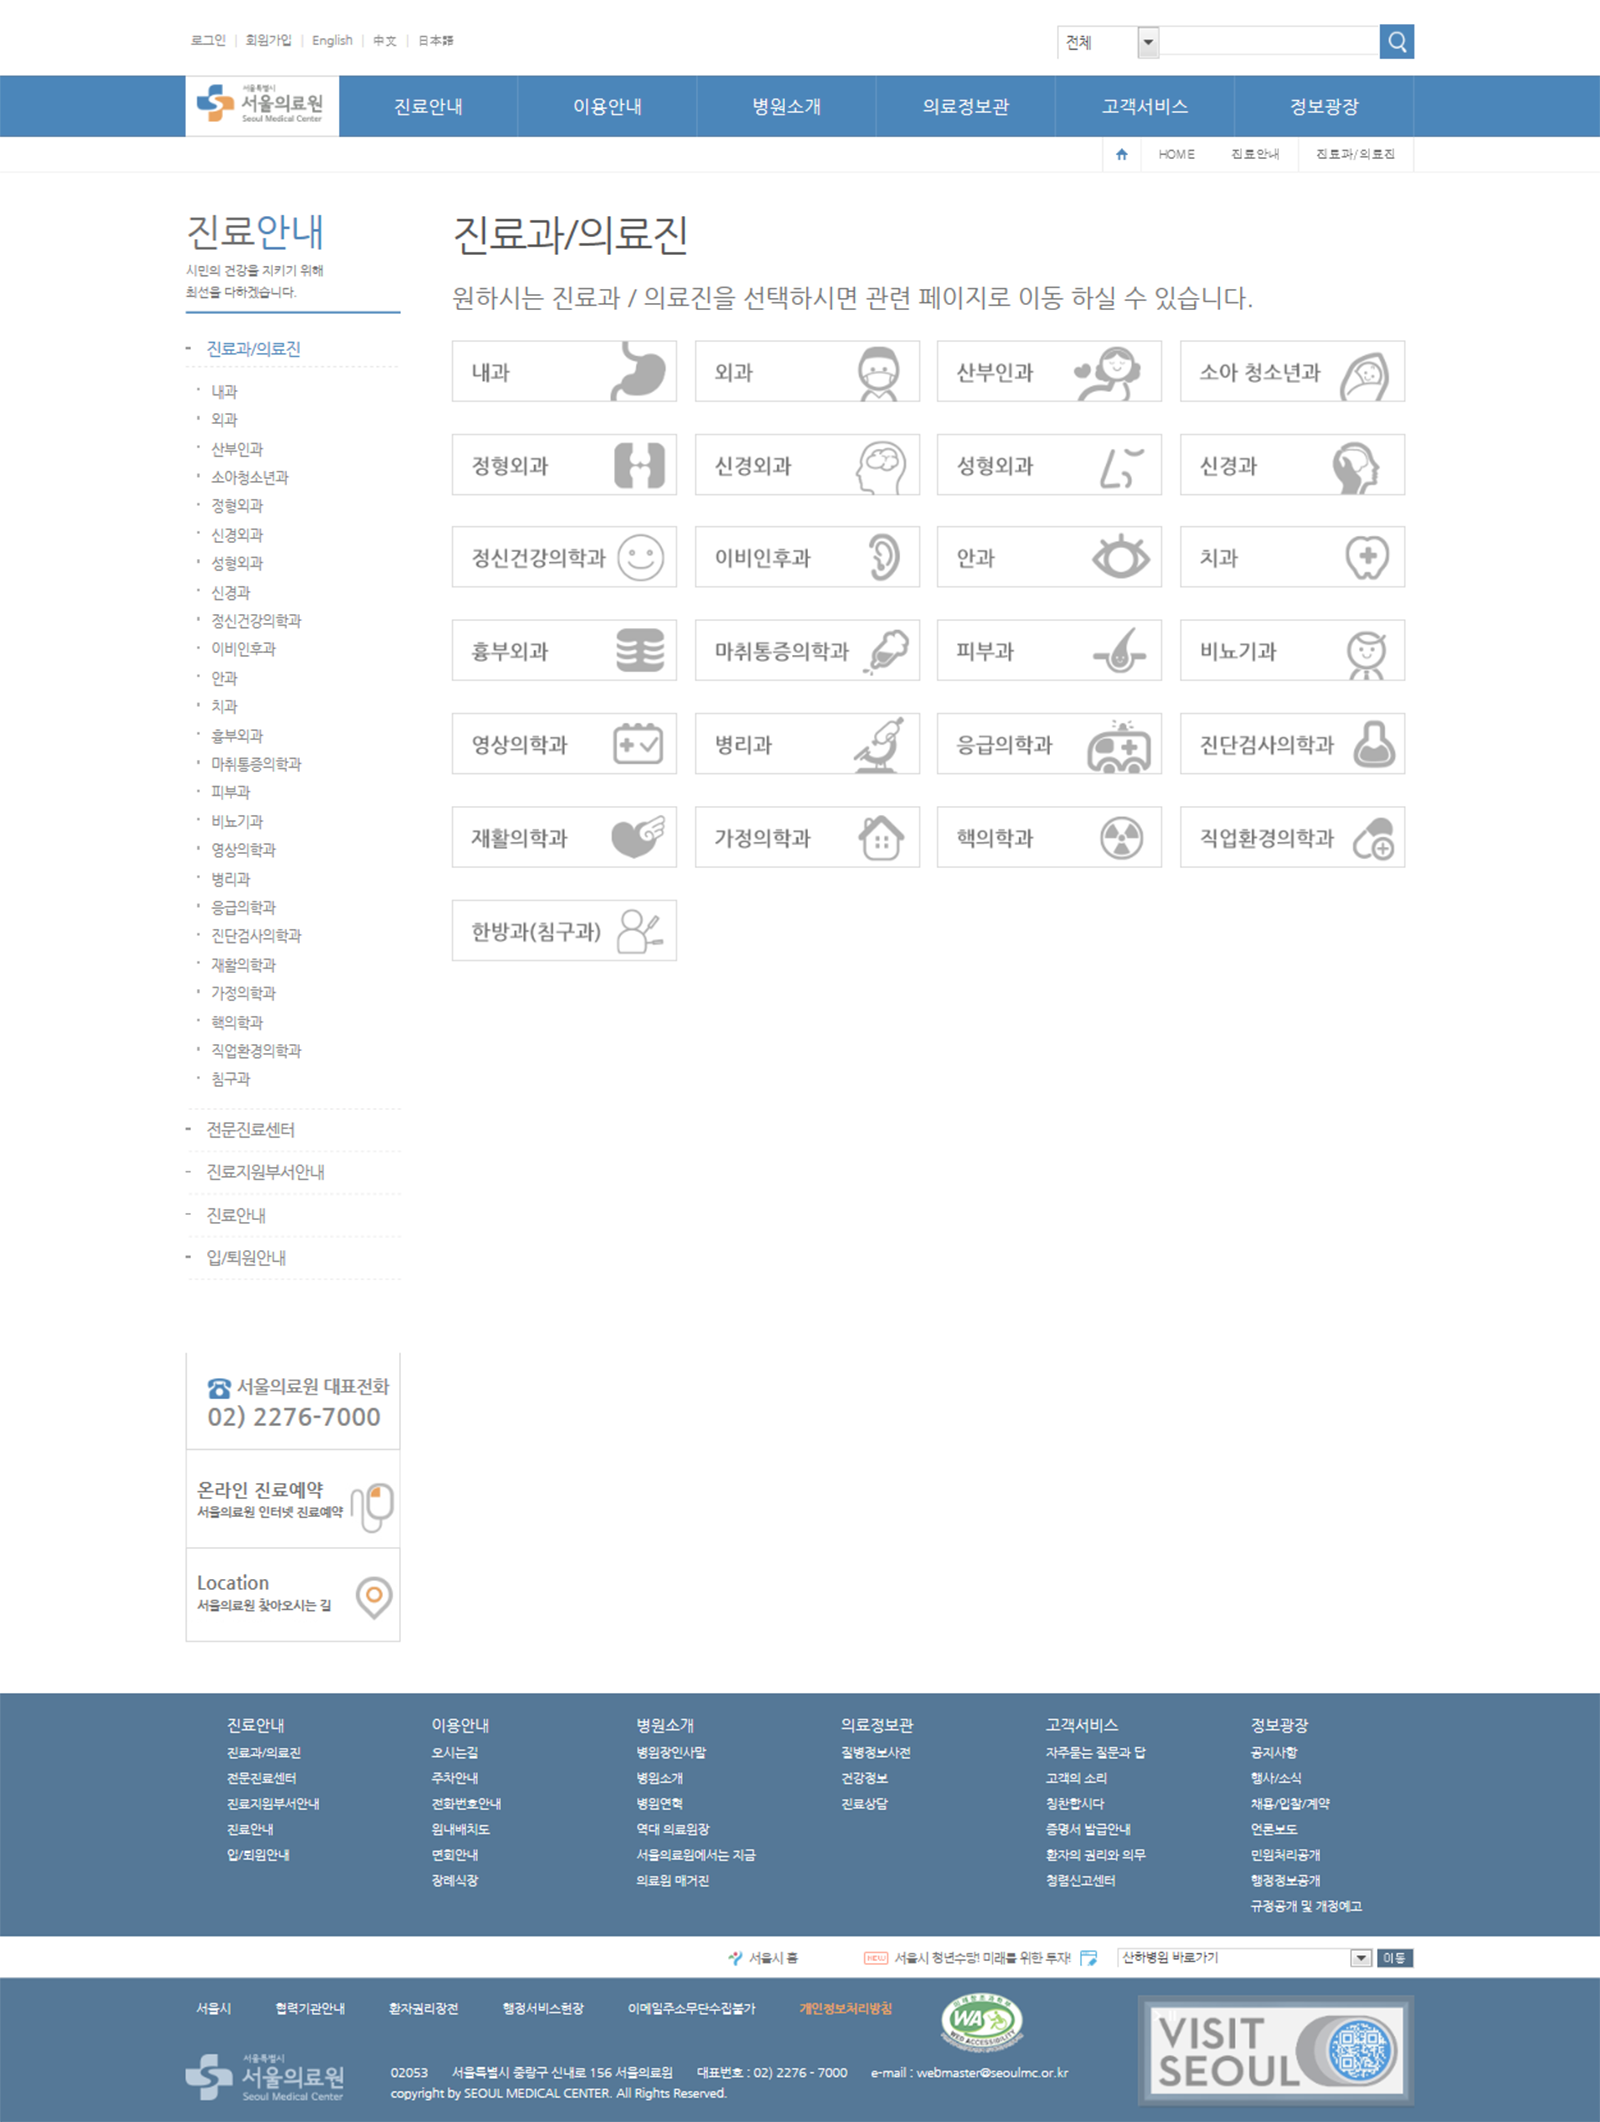 로그인 | 회원가입 | English | 中文 | 日本語
전체
서울특별시
서울의료원
Seoul Medical Center
진료안내 이용안내 병원소개 의료정보관 고객서비스 정보광장
HOME 진료안내 진료과/의료진
진료안내
시민의 건강을 지키기 위해
최선을 다하겠습니다.
- 진료과/의료진
· 내과
· 외과
· 산부인과
· 소아청소년과
· 정형외과
· 신경외과
· 성형외과
· 신경과
· 정신건강의학과
· 이비인후과
· 안과
· 치과
· 흉부외과
· 마취통증의학과
· 피부과
· 비뇨기과
· 영상의학과
· 병리과
· 응급의학과
· 진단검사의학과
· 재활의학과
· 가정의학과
· 핵의학과
· 직업환경의학과
· 침구과
- 전문진료센터
- 진료지원부서안내
- 진료안내
- 입/퇴원안내
서울의료원 대표전화
02) 2276-7000
온라인 진료예약
서울의료원 인터넷 진료예약
Location
서울의료원 찾아오시는 길
진료과/의료진
원하시는 진료과 / 의료진을 선택하시면 관련 페이지로 이동 하실 수 있습니다.
내과 외과 산부인과 소아 청소년과
정형외과 신경외과 성형외과 신경과
정신건강의학과 이비인후과 안과 치과
흉부외과 마취통증의학과 피부과 비뇨기과
영상의학과 병리과 응급의학과 진단검사의학과
재활의학과 가정의학과 핵의학과 직업환경의학과
한방과(침구과)
진료안내
진료과/의료진
전문진료센터
진료지원부서안내
진료안내
입/퇴원안내
이용안내
오시는길
주차안내
전화번호안내
원내배치도
면회안내
장례식장
병원소개
병원장인사말
병원소개
병원연혁
역대 의료원장
서울의료원에서는 지금
의료원 매거진
의료정보관
질병정보사전
건강정보
진료상담
고객서비스
자주묻는 질문과 답
고객의 소리
칭찬합시다
증명서 발급안내
환자의 권리와 의무
청렴신고센터
정보광장
공지사항
행사/소식
채용/입찰/계약
언론보도
민원처리공개
행정정보공개
규정공개 및 개정예고
서울시 홈 NEW 서울시 청년수당! 미래를 위한 투자! 산하병원 바로가기 이동
서울시 협력기관안내 환자권리장전 행정서비스헌장 이메일주소무단수집불가 개인정보처리방침
WA
WEB ACCESSIBILITY
서울특별시
서울의료원
Seoul Medical Center
02053 서울특별시 중랑구 신내로 156 서울의료원 대표번호 : 02) 2276 - 7000 e-mail : webmaster@seoulmc.or.kr
copyright by SEOUL MEDICAL CENTER. All Rights Reserved.
VISIT
SEOUL